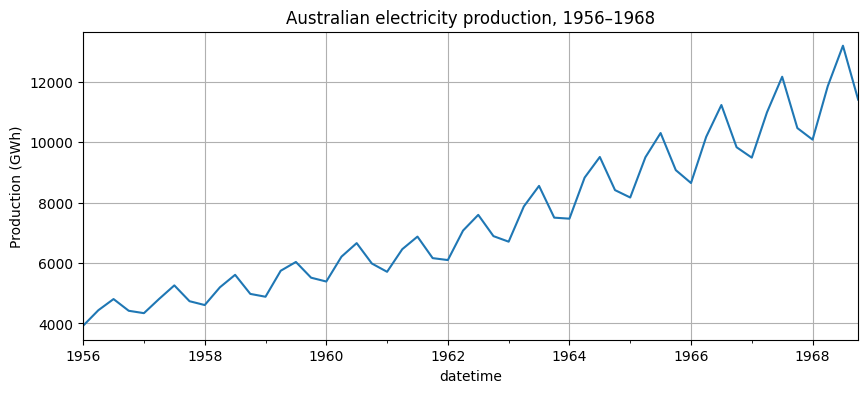 Australian electricity production, 1956–1968
Production (GWh)
12000
10000
8000
6000
4000
1956 1958 1960 1962 1964 1966 1968
datetime